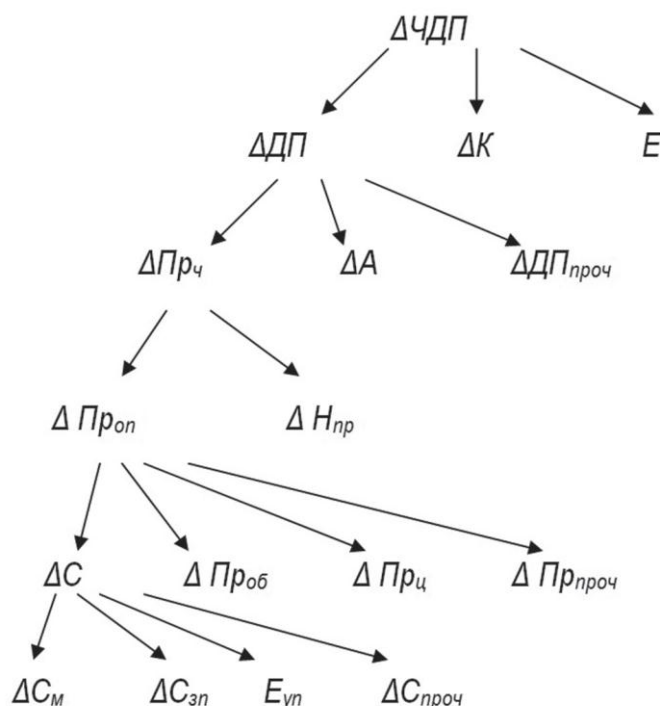 ΔЧДП
ΔДП ΔК Е
ΔПрч ΔА ΔДПпроч
Δ Проп Δ Нпр
ΔС Δ Проб Δ Прц Δ Прпроч
ΔСм ΔСзп Еуп ΔСпроч